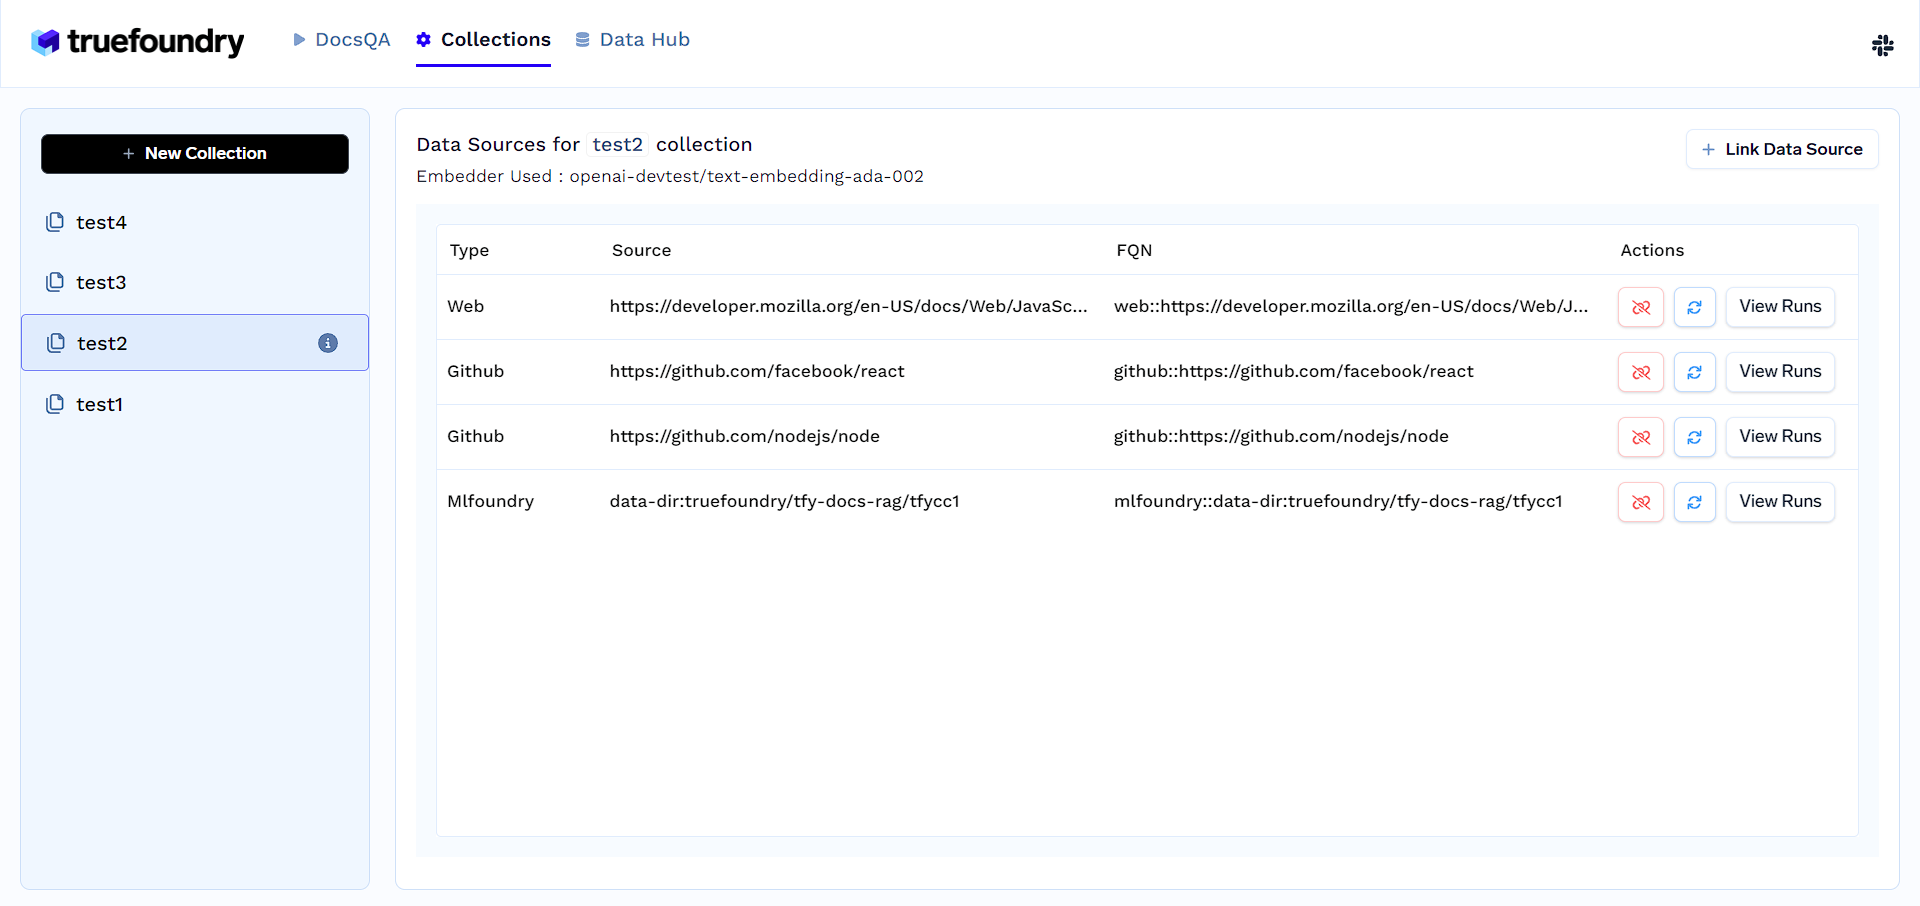 truefoundry DocsQA Collections Data Hub
+ New Collection
test4
test3
test2
test1
Data Sources for test2 collection
Embedder Used : openai-devtest/text-embedding-ada-002
+ Link Data Source
Type Source FQN Actions
Web https://developer.mozilla.org/en-US/docs/Web/JavaSc... web::https://developer.mozilla.org/en-US/docs/Web/J... View Runs
Github https://github.com/facebook/react github::https://github.com/facebook/react View Runs
Github https://github.com/nodejs/node github::https://github.com/nodejs/node View Runs
Mlfoundry data-dir:truefoundry/tfy-docs-rag/tfycc1 mlfoundry::data-dir:truefoundry/tfy-docs-rag/tfycc1 View Runs